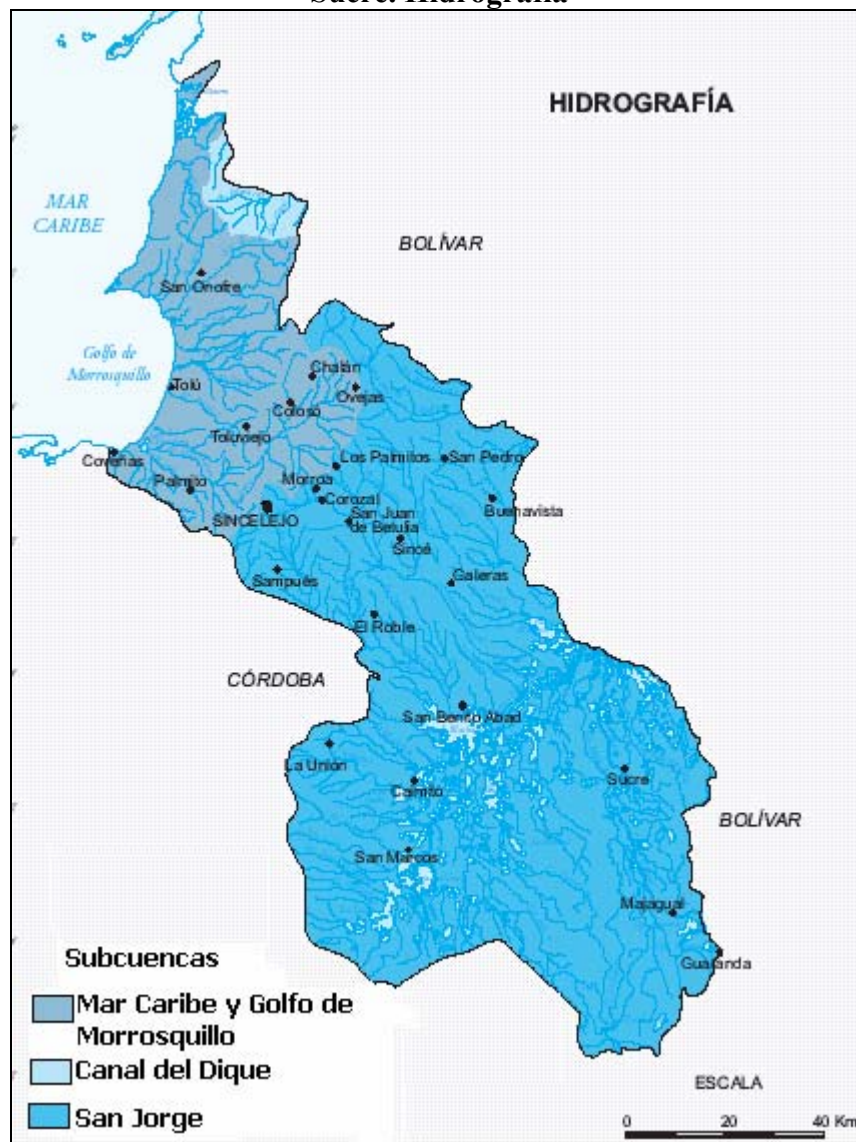 Sucre. Hidrografía
HIDROGRAFÍA
MAR
CARIBE
BOLÍVAR
San Onofre
Golfo de
Morrosquillo
Tolú
Chalán
Ovejas
Coloso
Toluviejo
Coveñas
Palmito
Los Palmitos
San Pedro
Morroa
Corozal
SINCELEJO
San Juan
de Betulia
Buenavista
Sincé
Sampués
Galeras
El Roble
CÓRDOBA
San Benito Abad
La Unión
Caimito
Sucre
BOLÍVAR
San Marcos
Majagual
Guaranda
Subcuencas
Mar Caribe y Golfo de
Morrosquillo
Canal del Dique
San Jorge
ESCALA
0 20 40 Km